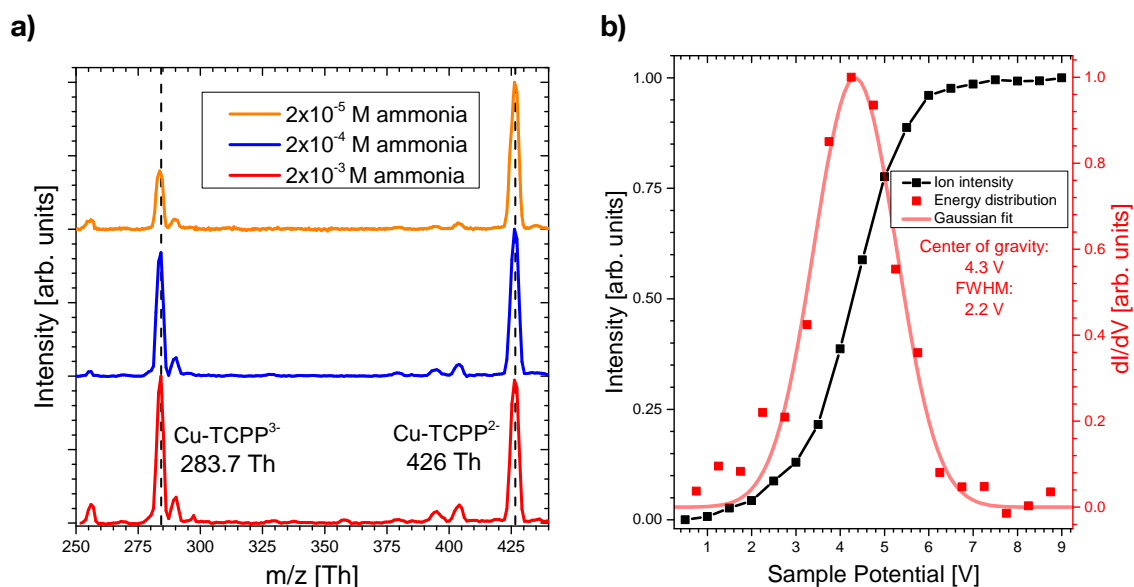 a)
2x10⁻⁵ M ammonia
2x10⁻⁴ M ammonia
2x10⁻³ M ammonia
Cu-TCPP³⁻
283.7 Th
Cu-TCPP²⁻
426 Th
Intensity [arb. units]
250 275 300 325 350 375 400 425
m/z [Th]
b)
1.00
0.75
0.50
0.25
0.00
Intensity [arb. units]
Ion intensity
Energy distribution
Gaussian fit
Center of gravity:
4.3 V
FWHM:
2.2 V
1.0
0.8
0.6
0.4
0.2
0.0
dI/dV [arb. units]
1 2 3 4 5 6 7 8 9
Sample Potential [V]